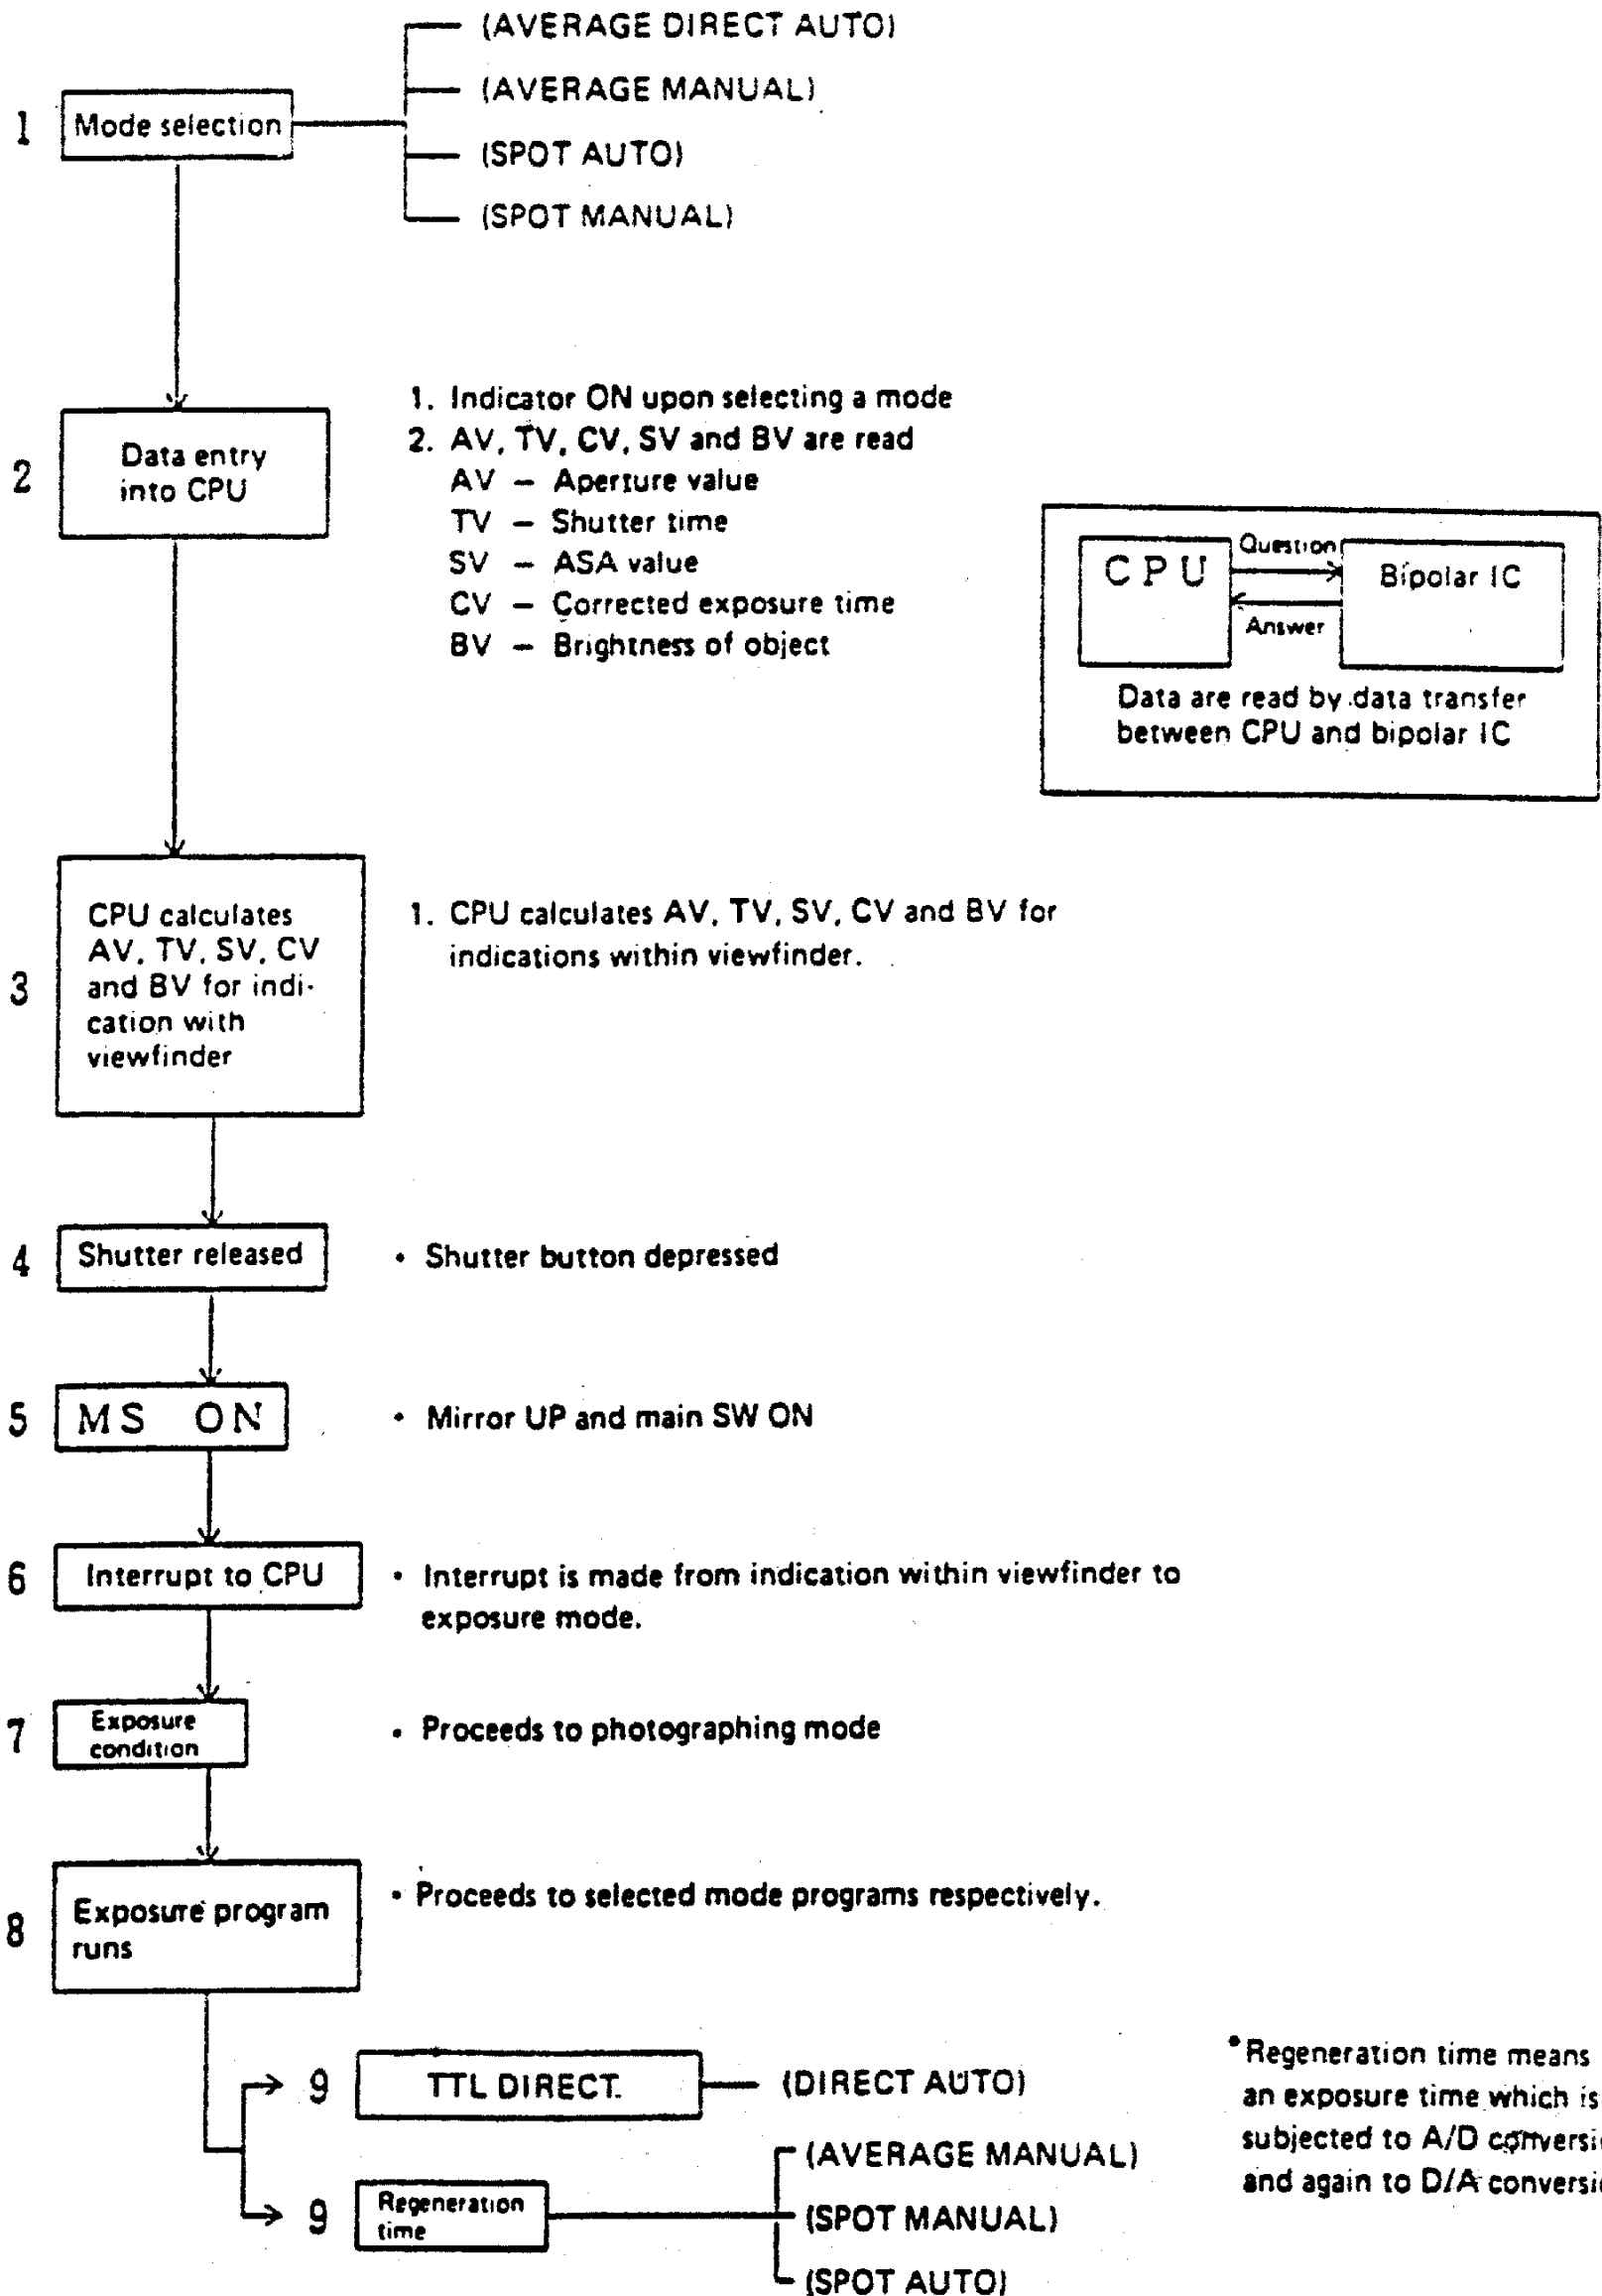 (AVERAGE DIRECT AUTO)
(AVERAGE MANUAL)
1 Mode selection
(SPOT AUTO)
(SPOT MANUAL)
2 Data entry
into CPU
1. Indicator ON upon selecting a mode
2. AV, TV, CV, SV and BV are read
AV – Aperture value
TV – Shutter time
SV – ASA value
CV – Corrected exposure time
BV – Brightness of object
CPU
Question
Answer
Bipolar IC
Data are read by data transfer
between CPU and bipolar IC
3 CPU calculates
AV, TV, SV, CV
and BV for indi-
cation with
viewfinder
1. CPU calculates AV, TV, SV, CV and BV for
indications within viewfinder.
4 Shutter released
• Shutter button depressed
5 MS ON
• Mirror UP and main SW ON
6 Interrupt to CPU
• Interrupt is made from indication within viewfinder to
exposure mode.
7 Exposure
condition
• Proceeds to photographing mode
8 Exposure program
runs
• Proceeds to selected mode programs respectively.
9 TTL DIRECT. (DIRECT AUTO)
9 Regeneration
time
(AVERAGE MANUAL)
(SPOT MANUAL)
(SPOT AUTO)
*Regeneration time means
an exposure time which is
subjected to A/D conversi
and again to D/A conversi